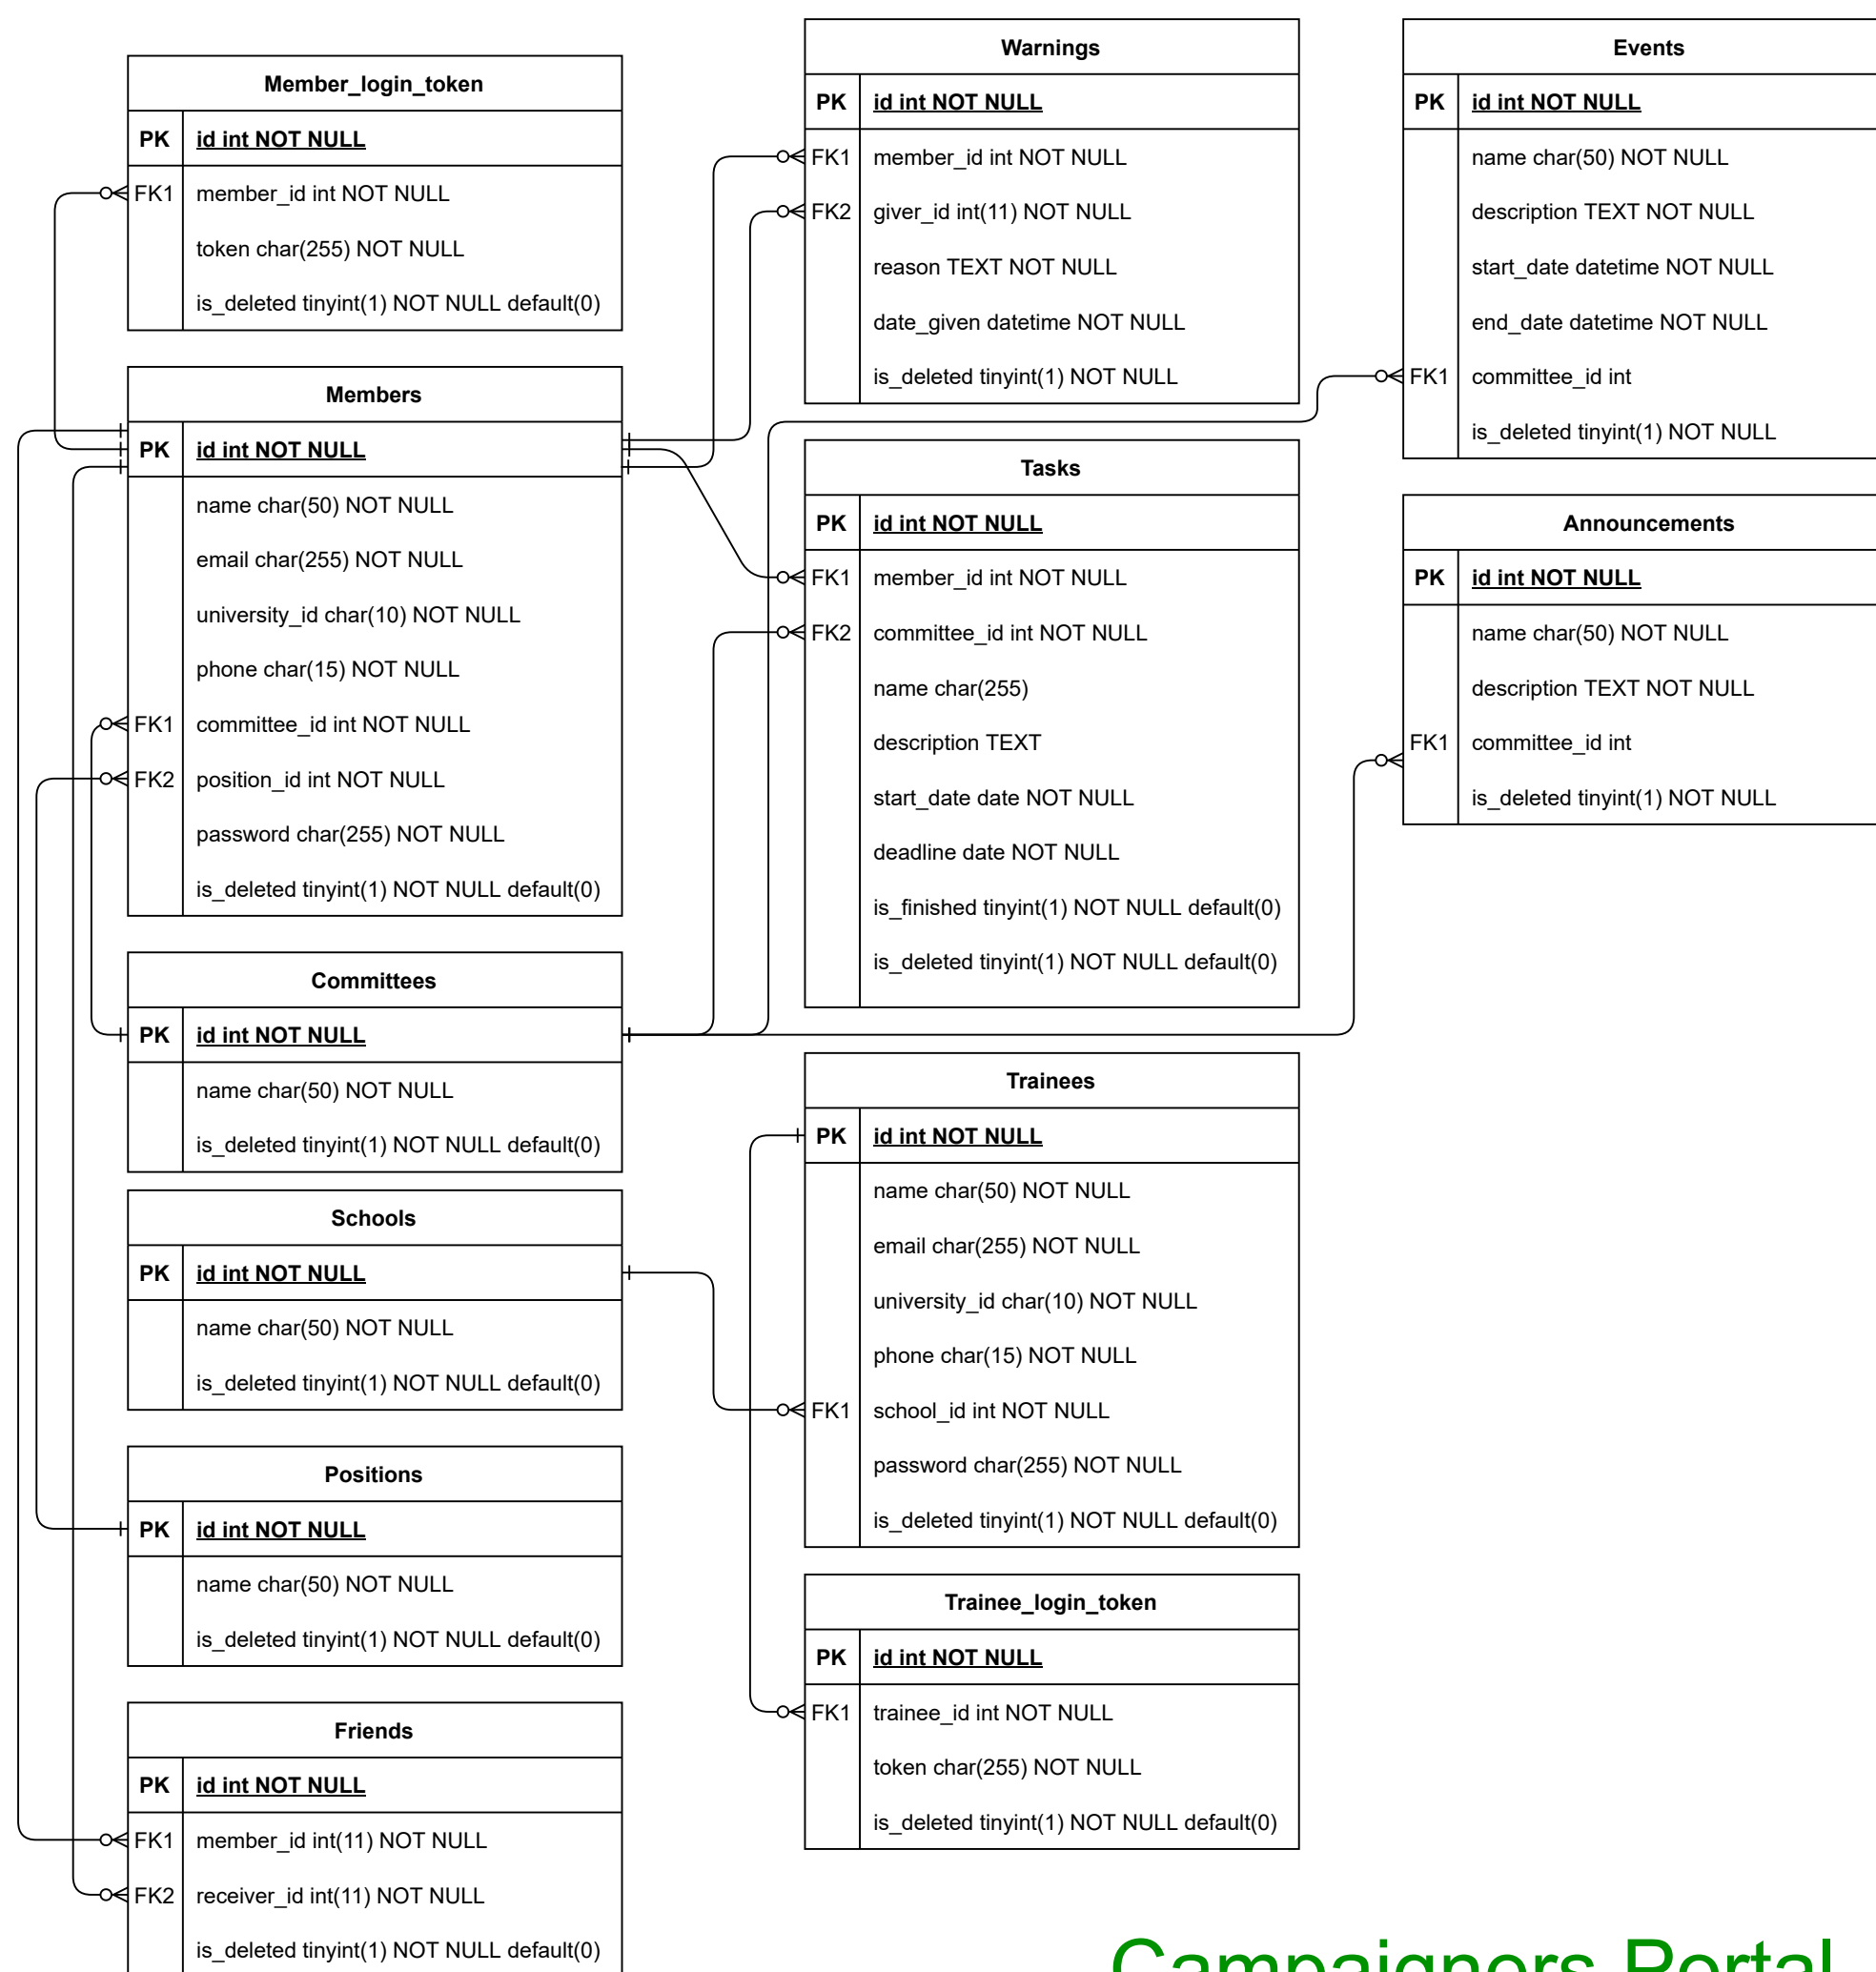 Member_login_token
PK id int NOT NULL
FK1 member_id int NOT NULL
token char(255) NOT NULL
is_deleted tinyint(1) NOT NULL default(0)
Members
PK id int NOT NULL
name char(50) NOT NULL
email char(255) NOT NULL
university_id char(10) NOT NULL
phone char(15) NOT NULL
FK1 committee_id int NOT NULL
FK2 position_id int NOT NULL
password char(255) NOT NULL
is_deleted tinyint(1) NOT NULL default(0)
Committees
PK id int NOT NULL
name char(50) NOT NULL
is_deleted tinyint(1) NOT NULL default(0)
Schools
PK id int NOT NULL
name char(50) NOT NULL
is_deleted tinyint(1) NOT NULL default(0)
Positions
PK id int NOT NULL
name char(50) NOT NULL
is_deleted tinyint(1) NOT NULL default(0)
Friends
PK id int NOT NULL
FK1 member_id int(11) NOT NULL
FK2 receiver_id int(11) NOT NULL
is_deleted tinyint(1) NOT NULL default(0)
Warnings
PK id int NOT NULL
FK1 member_id int NOT NULL
FK2 giver_id int(11) NOT NULL
reason TEXT NOT NULL
date_given datetime NOT NULL
is_deleted tinyint(1) NOT NULL
Tasks
PK id int NOT NULL
FK1 member_id int NOT NULL
FK2 committee_id int NOT NULL
name char(255)
description TEXT
start_date date NOT NULL
deadline date NOT NULL
is_finished tinyint(1) NOT NULL default(0)
is_deleted tinyint(1) NOT NULL default(0)
Trainees
PK id int NOT NULL
name char(50) NOT NULL
email char(255) NOT NULL
university_id char(10) NOT NULL
phone char(15) NOT NULL
FK1 school_id int NOT NULL
password char(255) NOT NULL
is_deleted tinyint(1) NOT NULL default(0)
Trainee_login_token
PK id int NOT NULL
FK1 trainee_id int NOT NULL
token char(255) NOT NULL
is_deleted tinyint(1) NOT NULL default(0)
Events
PK id int NOT NULL
name char(50) NOT NULL
description TEXT NOT NULL
start_date datetime NOT NULL
end_date datetime NOT NULL
FK1 committee_id int
is_deleted tinyint(1) NOT NULL
Announcements
PK id int NOT NULL
name char(50) NOT NULL
description TEXT NOT NULL
FK1 committee_id int
is_deleted tinyint(1) NOT NULL
Campaigners Portal